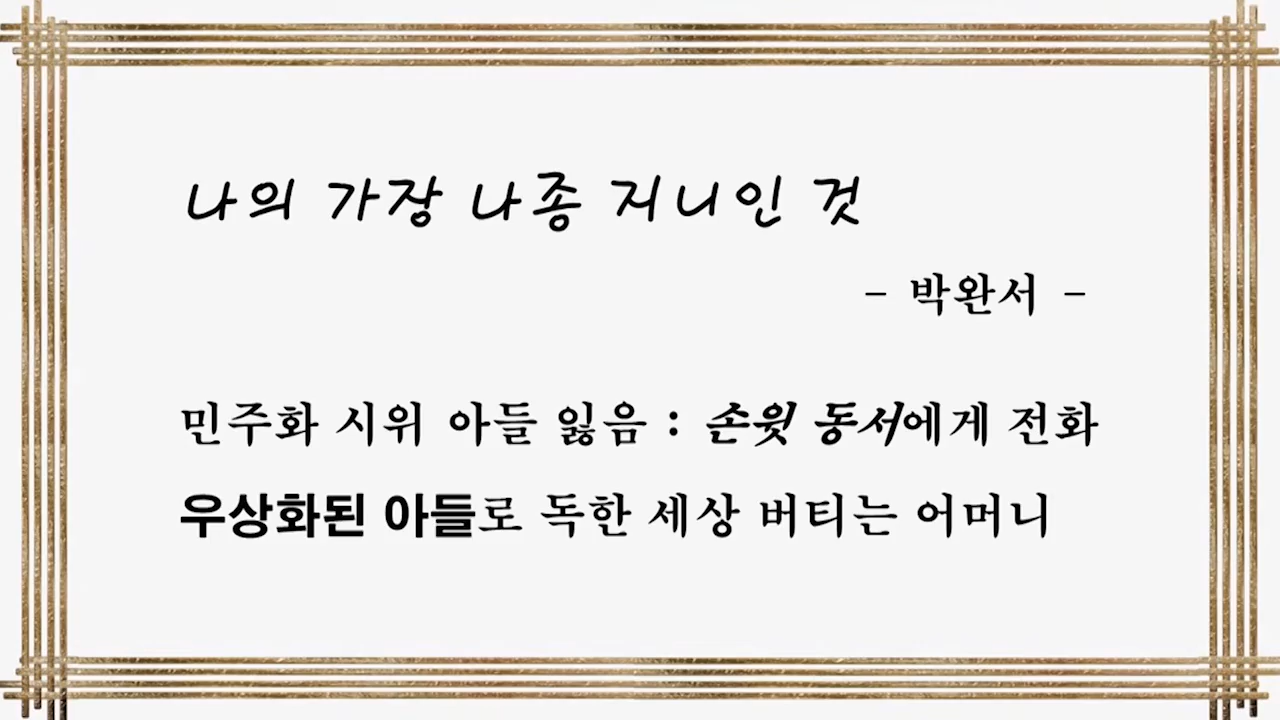 나의 가장 나종 지니인 것
- 박완서 -
민주화 시위 아들 잃음 : 손윗 동서에게 전화
우상화된 아들로 독한 세상 버티는 어머니